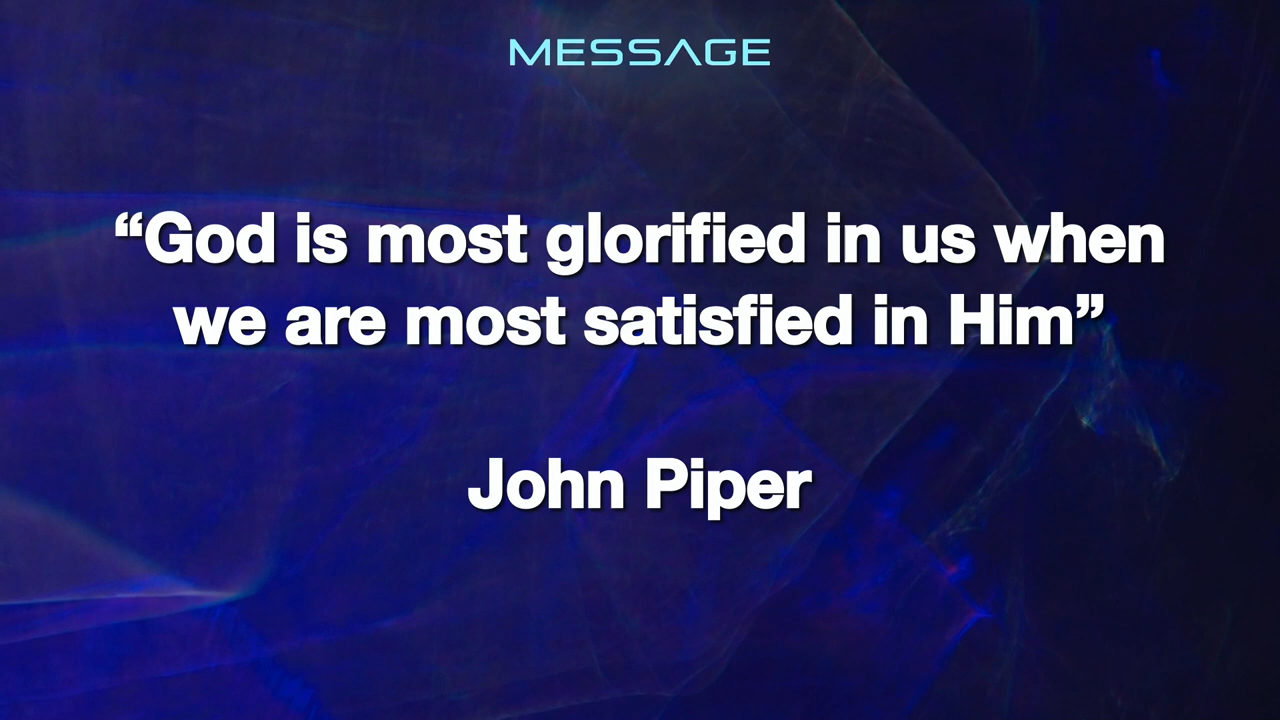 MESSAGE
“God is most glorified in us when
we are most satisfied in Him”
John Piper